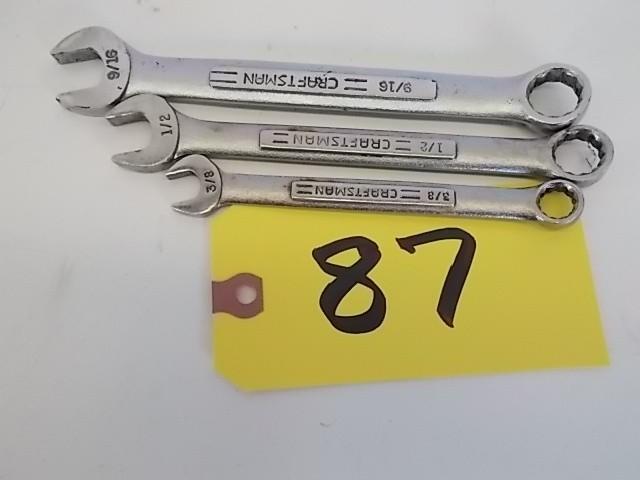 9/16
CRAFTSMAN 9/16
1/2
CRAFTSMAN 1/2
3/8
CRAFTSMAN 3/8
87